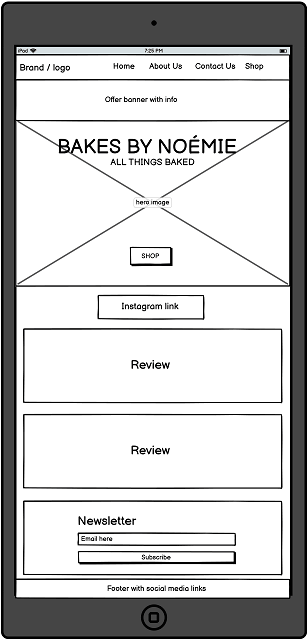 iPod
7:25 PM
Brand / logo
Home
About Us
Contact Us
Shop
Offer banner with info
BAKES BY NOÉMIE
ALL THINGS BAKED
hero image
SHOP
Instagram link
Review
Review
Newsletter
Email here
Subscribe
Footer with social media links